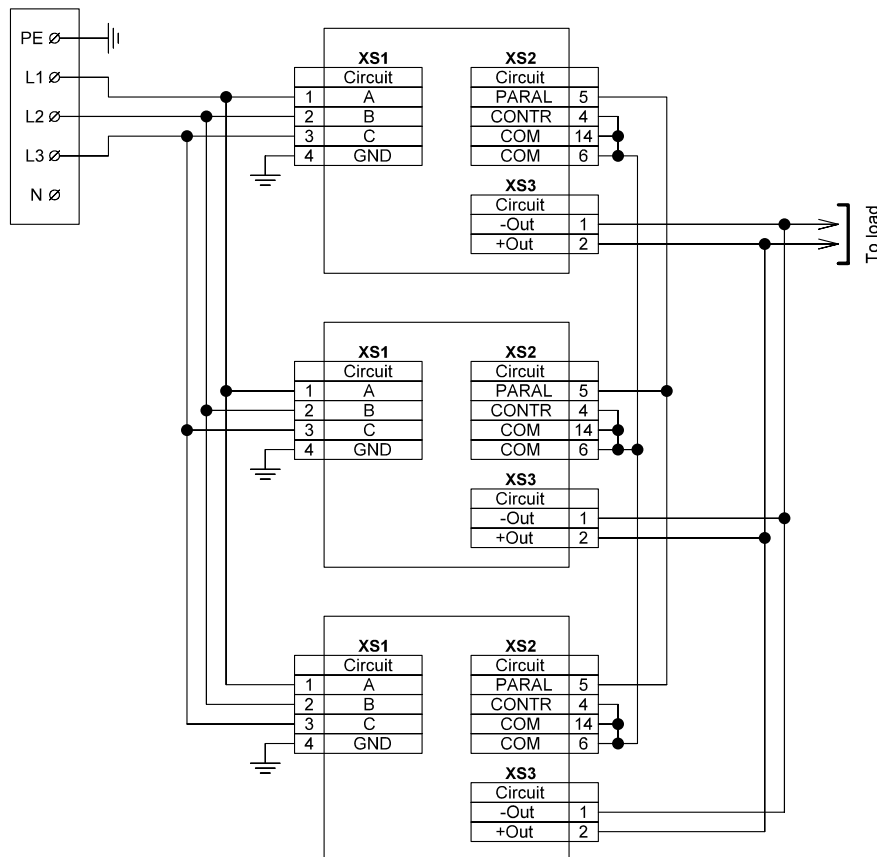 PE
L1
L2
L3
N
XS1
Circuit
1 A
2 B
3 C
4 GND
XS2
Circuit
PARAL 5
CONTR 4
COM 14
COM 6
XS3
Circuit
-Out 1
+Out 2
To load
XS1
Circuit
1 A
2 B
3 C
4 GND
XS2
Circuit
PARAL 5
CONTR 4
COM 14
COM 6
XS3
Circuit
-Out 1
+Out 2
XS1
Circuit
1 A
2 B
3 C
4 GND
XS2
Circuit
PARAL 5
CONTR 4
COM 14
COM 6
XS3
Circuit
-Out 1
+Out 2